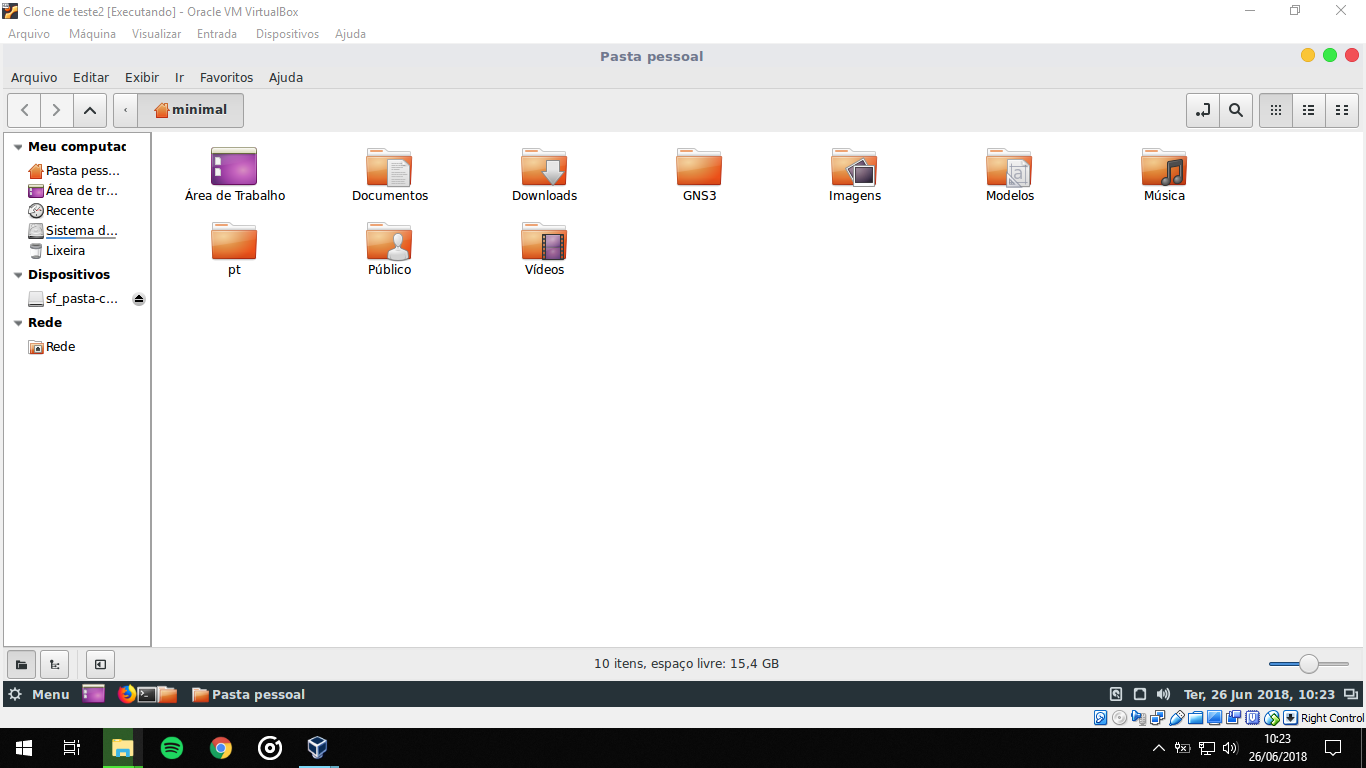 Clone de teste2 [Executando] - Oracle VM VirtualBox
Arquivo Máquina Visualizar Entrada Dispositivos Ajuda
Pasta pessoal
Arquivo Editar Exibir Ir Favoritos Ajuda
minimal
Meu computac
Pasta pess...
Área de tr...
Recente
Sistema d...
Lixeira
Dispositivos
sf_pasta-c...
Rede
Rede
Área de Trabalho Documentos Downloads GNS3 Imagens Modelos Música
pt Público Vídeos
10 itens, espaço livre: 15,4 GB
Menu Pasta pessoal Ter, 26 Jun 2018, 10:23
Right Control
10:23
26/06/2018